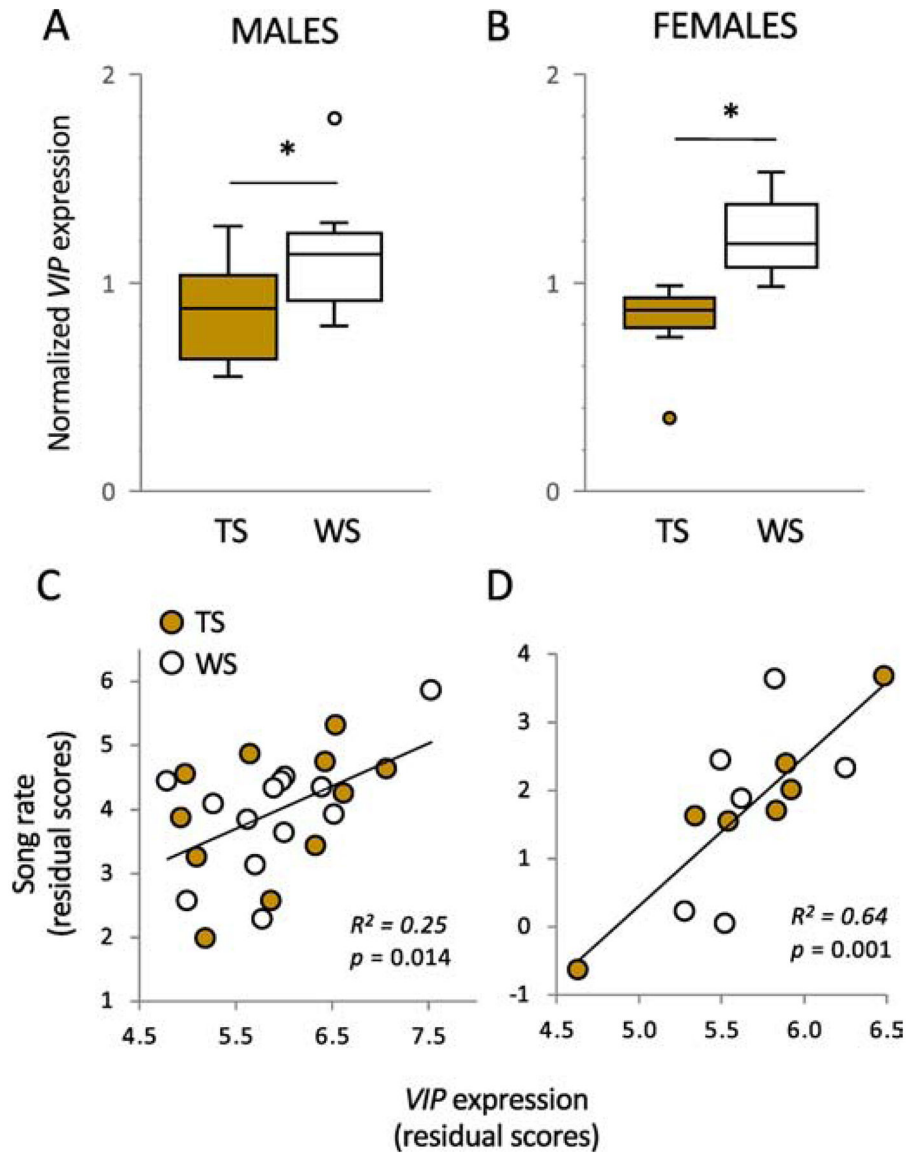 A
MALES
B
FEMALES
Normalized VIP expression
2
1
0
*
TS
WS
2
1
0
*
TS
WS
C
TS
WS
D
Song rate
(residual scores)
6
5
4
3
2
1
R² = 0.25
p = 0.014
4.5
5.5
6.5
7.5
4
3
2
1
0
-1
R² = 0.64
p = 0.001
4.5
5.0
5.5
6.0
6.5
VIP expression
(residual scores)